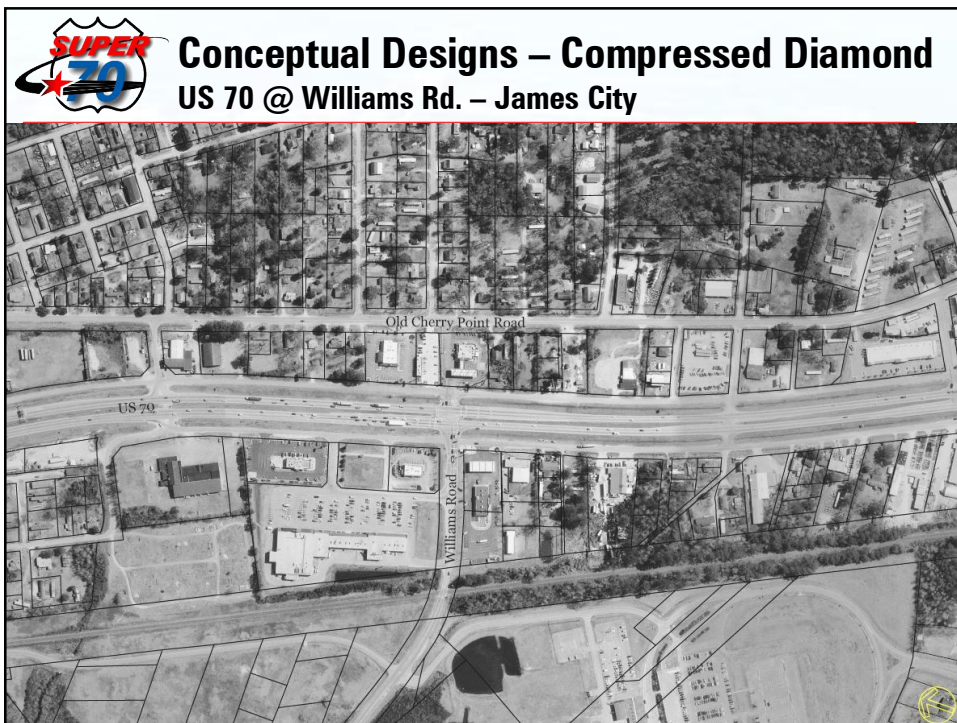 SUPER
70
Conceptual Designs – Compressed Diamond
US 70 @ Williams Rd. – James City
Old Cherry Point Road
US 70
Williams Road